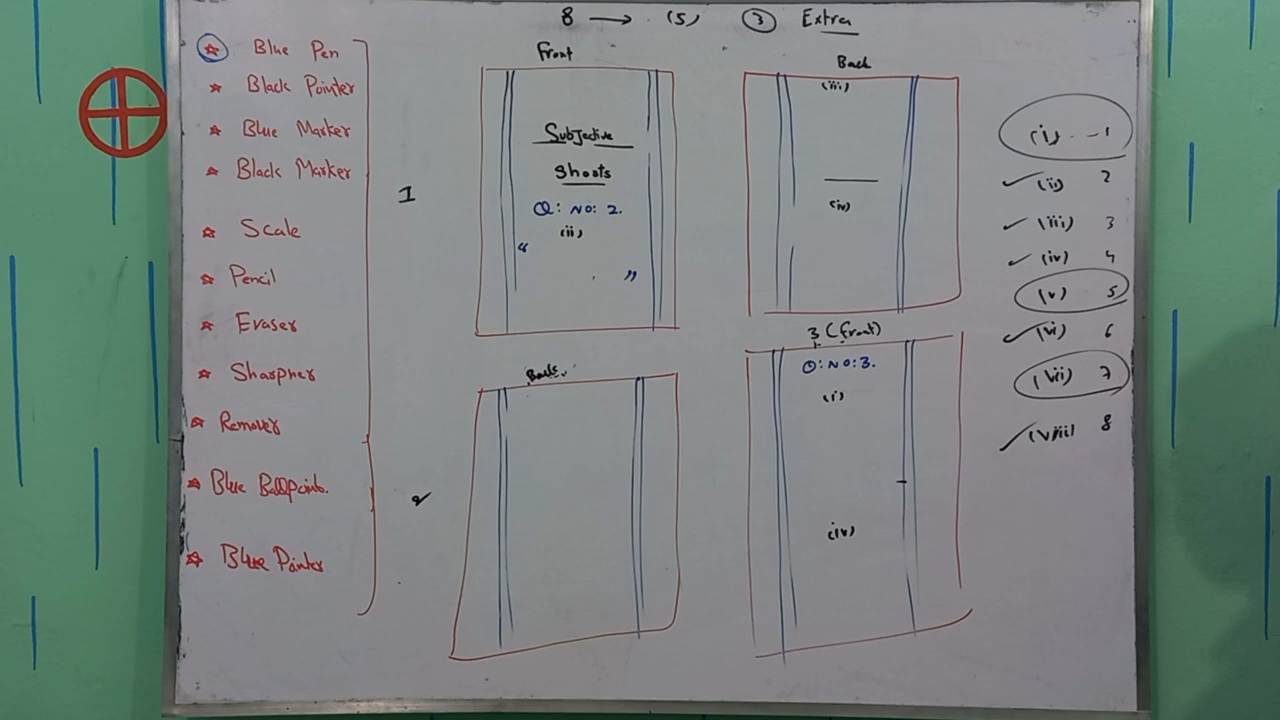 8 → (5) (3) Extra
Blue Pen
Black Pointer
Blue Marker
Black Marker
Scale
Pencil
Eraser
Sharpner
Remover
Blue Ballpoint.
Blue Pointer
1
2
Front
Subjective
Shoots
Q: NO: 2.
(ii)
“
”
Back
(iii)
(iv)
Back.
3 (front)
Q: NO: 3.
(i)
(iv)
(i) -- 1
(ii) 2
(iii) 3
(iv) 4
(v) 5
(vi) 6
(vii) 7
(viii) 8